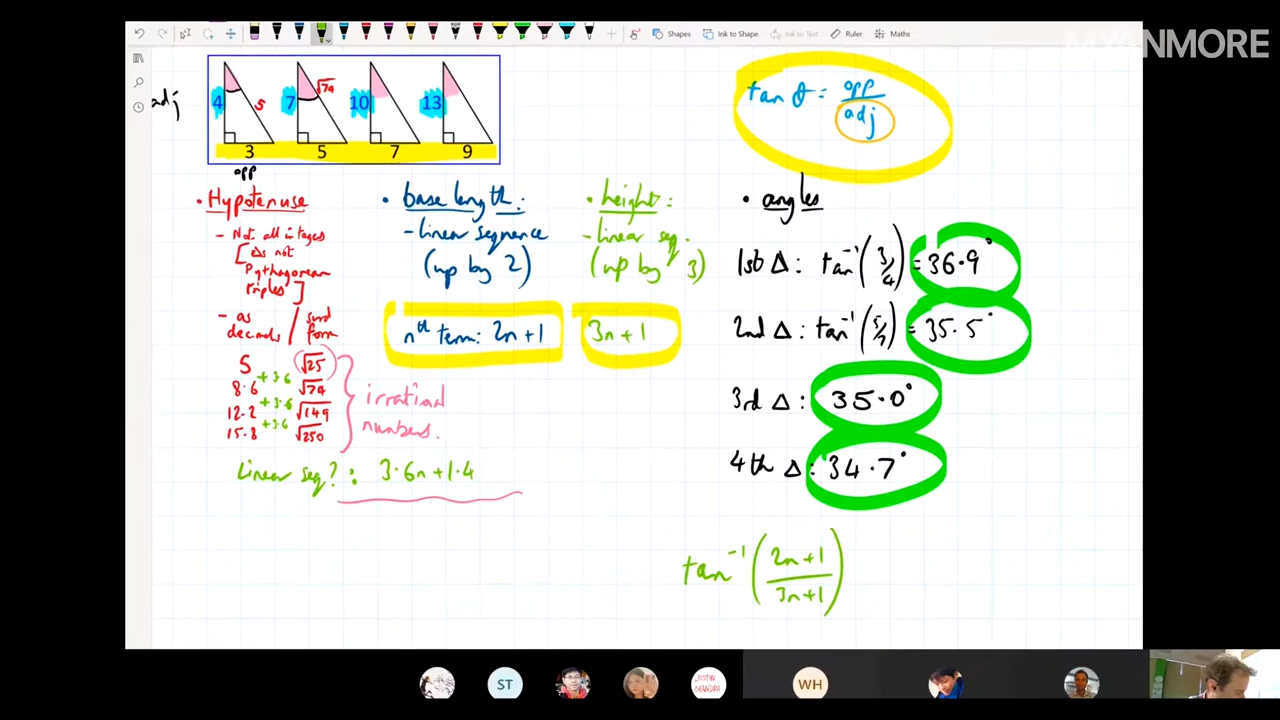 MYANMORE
Shapes
Ink to Shape
Ink to Text
Ruler
Maths
adj
4
5
7
√74
10
13
3
5
7
9
opp
tan θ = opp/adj
• Hypotenuse
– Not all integers
[Δs not
Pythagorean
triples]
– as
decimals / surd
form
5 √25
+3.6
8.6 √74
+3.6
12.2 √149
+3.6
15.8 √250
irrational
numbers.
Linear seq? : 3.6n+1.4
• base length:
– linear sequence
(up by 2)
nth term: 2n+1
• height:
– linear seq.
(up by 3)
3n+1
• angles
1st Δ: tan⁻¹(3/4) = 36.9°
2nd Δ: tan⁻¹(5/7) = 35.5°
3rd Δ: 35.0°
4th Δ: 34.7°
tan⁻¹(2n+1/3n+1)
ST
JUSTIN
CHANDRA
WH